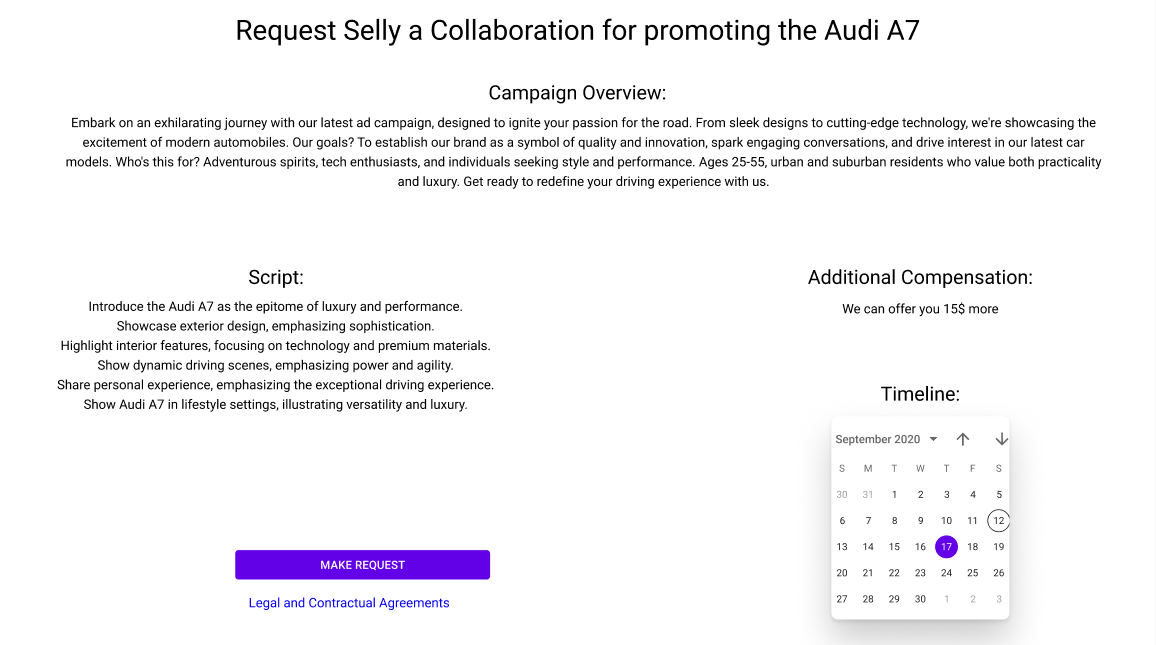 Request Selly a Collaboration for promoting the Audi A7
Campaign Overview:
Embark on an exhilarating journey with our latest ad campaign, designed to ignite your passion for the road. From sleek designs to cutting-edge technology, we're showcasing the
excitement of modern automobiles. Our goals? To establish our brand as a symbol of quality and innovation, spark engaging conversations, and drive interest in our latest car
models. Who's this for? Adventurous spirits, tech enthusiasts, and individuals seeking style and performance. Ages 25-55, urban and suburban residents who value both practicality
and luxury. Get ready to redefine your driving experience with us.
Script:
Introduce the Audi A7 as the epitome of luxury and performance.
Showcase exterior design, emphasizing sophistication.
Highlight interior features, focusing on technology and premium materials.
Show dynamic driving scenes, emphasizing power and agility.
Share personal experience, emphasizing the exceptional driving experience.
Show Audi A7 in lifestyle settings, illustrating versatility and luxury.
MAKE REQUEST
Legal and Contractual Agreements
Additional Compensation:
We can offer you 15$ more
Timeline:
September 2020
S M T W T F S
30 31 1 2 3 4 5
6 7 8 9 10 11 12
13 14 15 16 17 18 19
20 21 22 23 24 25 26
27 28 29 30 1 2 3